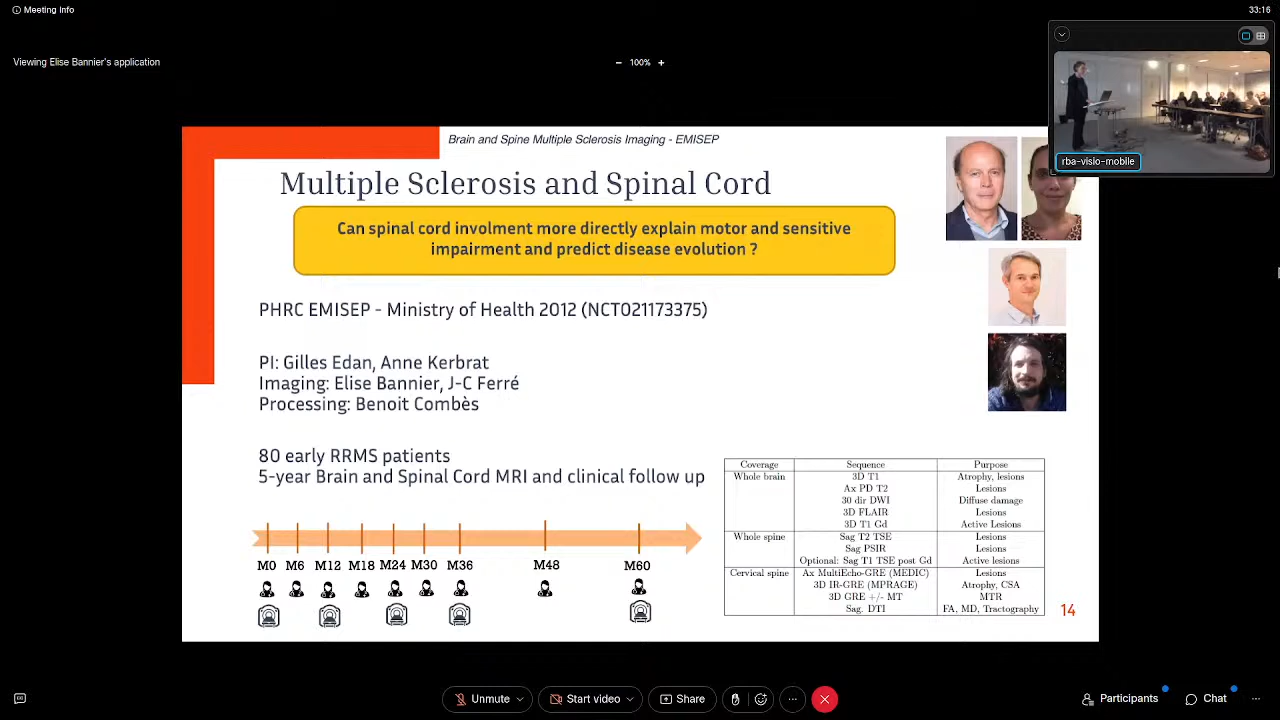 Meeting Info
33:16
Viewing Elise Bannier's application
100%
rba-visio-mobile
Brain and Spine Multiple Sclerosis Imaging - EMISEP
Multiple Sclerosis and Spinal Cord
Can spinal cord involment more directly explain motor and sensitive
impairment and predict disease evolution ?
PHRC EMISEP - Ministry of Health 2012 (NCT021173375)
PI: Gilles Edan, Anne Kerbrat
Imaging: Elise Bannier, J-C Ferré
Processing: Benoit Combès
80 early RRMS patients
5-year Brain and Spinal Cord MRI and clinical follow up
M0 M6 M12 M18 M24 M30 M36 M48 M60
Coverage Sequence Purpose
Whole brain 3D T1 Atrophy, lesions
Ax PD T2 Lesions
30 dir DWI Diffuse damage
3D FLAIR Lesions
3D T1 Gd Active Lesions
Whole spine Sag T2 TSE Lesions
Sag PSIR Lesions
Optional: Sag T1 TSE post Gd Active lesions
Cervical spine Ax MultiEcho-GRE (MEDIC) Lesions
3D IR-GRE (MPRAGE) Atrophy, CSA
3D GRE +/- MT MTR
Sag. DTI FA, MD, Tractography
14
Unmute
Start video
Share
Participants
Chat